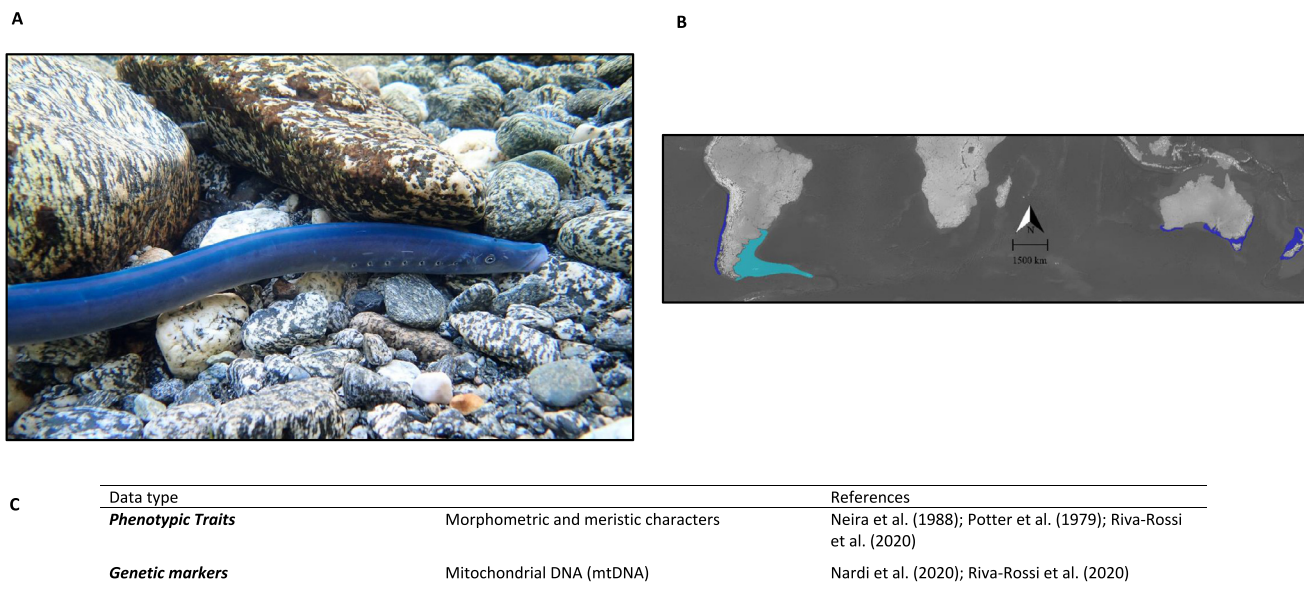 A
B
N
1500 km
C
Data type References
Phenotypic Traits Morphometric and meristic characters Neira et al. (1988); Potter et al. (1979); Riva-Rossi
et al. (2020)
Genetic markers Mitochondrial DNA (mtDNA) Nardi et al. (2020); Riva-Rossi et al. (2020)